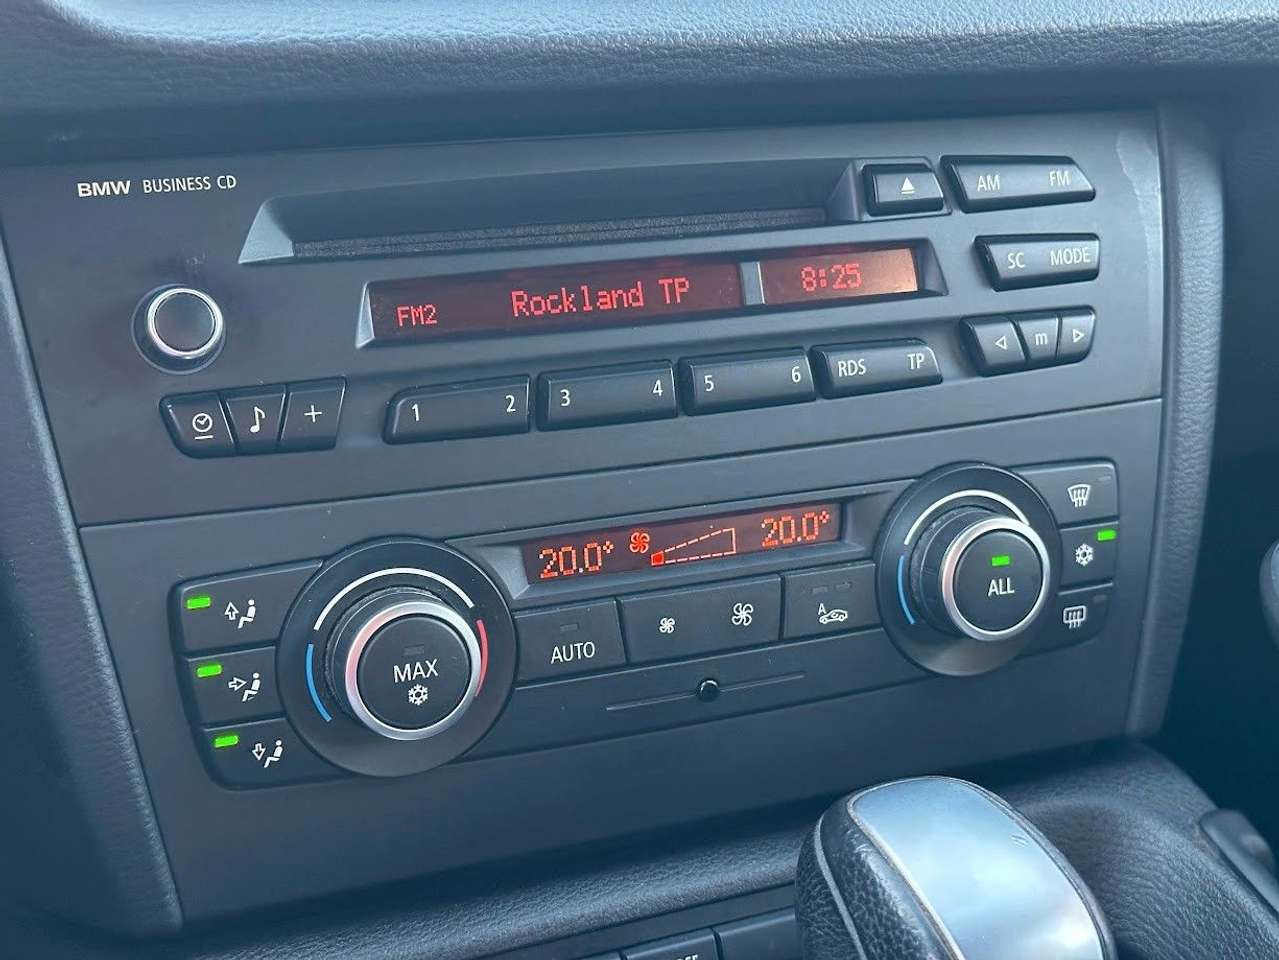 BMW BUSINESS CD
AM FM
SC MODE
FM2 Rockland TP 8:25
m
1 2 3 4 5 6 RDS TP
+
20.0° 20.0°
MAX
AUTO
A
ALL